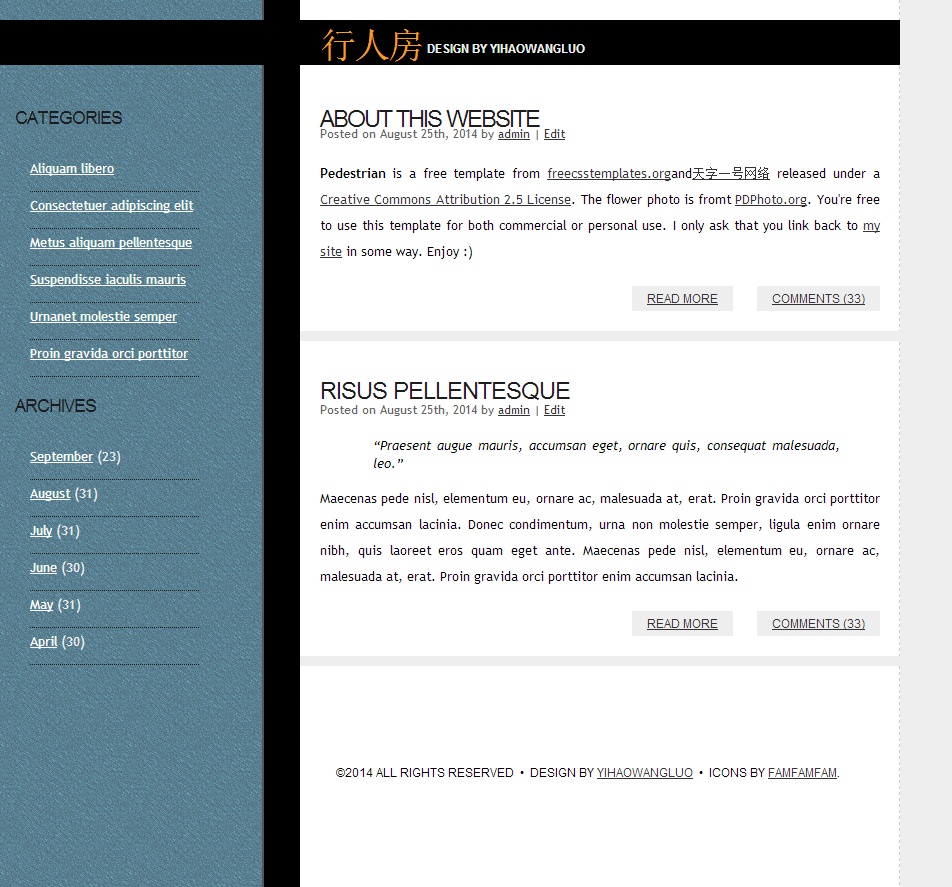 行人房 DESIGN BY YIHAOWANGLUO
CATEGORIES
Aliquam libero
Consectetuer adipiscing elit
Metus aliquam pellentesque
Suspendisse iaculis mauris
Urnanet molestie semper
Proin gravida orci porttitor
ARCHIVES
September (23)
August (31)
July (31)
June (30)
May (31)
April (30)
ABOUT THIS WEBSITE
Posted on August 25th, 2014 by admin | Edit
Pedestrian is a free template from freecsstemplates.organd天字一号网络 released under a
Creative Commons Attribution 2.5 License. The flower photo is fromt PDPhoto.org. You're free
to use this template for both commercial or personal use. I only ask that you link back to my
site in some way. Enjoy :)
READ MORE COMMENTS (33)
RISUS PELLENTESQUE
Posted on August 25th, 2014 by admin | Edit
“Praesent augue mauris, accumsan eget, ornare quis, consequat malesuada,
leo.”
Maecenas pede nisl, elementum eu, ornare ac, malesuada at, erat. Proin gravida orci porttitor
enim accumsan lacinia. Donec condimentum, urna non molestie semper, ligula enim ornare
nibh, quis laoreet eros quam eget ante. Maecenas pede nisl, elementum eu, ornare ac,
malesuada at, erat. Proin gravida orci porttitor enim accumsan lacinia.
READ MORE COMMENTS (33)
©2014 ALL RIGHTS RESERVED • DESIGN BY YIHAOWANGLUO • ICONS BY FAMFAMFAM.